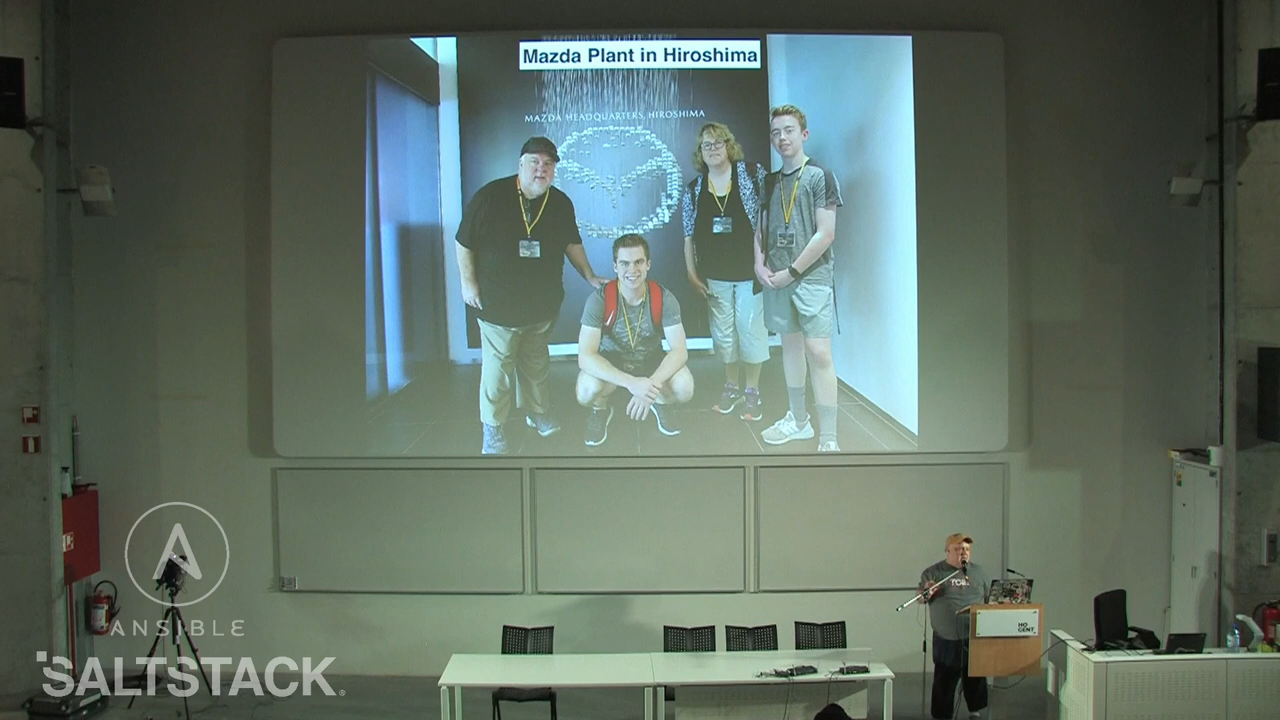 Mazda Plant in Hiroshima
MAZDA HEADQUARTERS, HIROSHIMA
HO
GENT
ANSIBLE
SALTSTACK